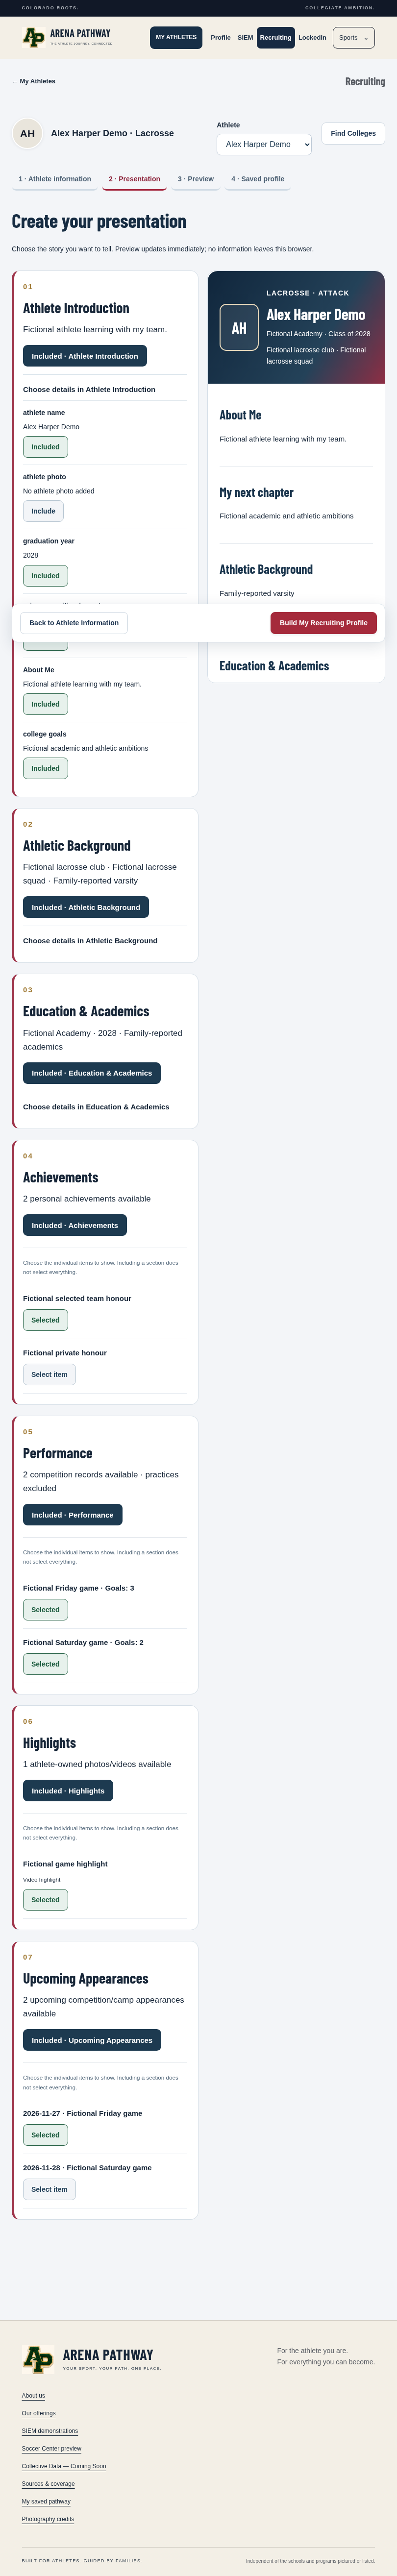 COLORADO ROOTS.
COLLEGIATE AMBITION.
AP ARENA PATHWAY
THE ATHLETE JOURNEY, CONNECTED.
MY ATHLETES
Profile
SIEM
Recruiting
LinkedIn
Sports
← My Athletes
Recruiting
AH
Alex Harper Demo · Lacrosse
Athlete
Alex Harper Demo
Find Colleges
1 · Athlete information
2 · Presentation
3 · Preview
4 · Saved profile
Create your presentation
Choose the story you want to tell. Preview updates immediately; no information leaves this browser.
01
Athlete Introduction
Fictional athlete learning with my team.
Included · Athlete Introduction
Choose details in Athlete Introduction
athlete name
Alex Harper Demo
Included
athlete photo
No athlete photo added
Include
graduation year
2028
Included
Back to Athlete Information
Build My Recruiting Profile
About Me
Fictional athlete learning with my team.
Included
college goals
Fictional academic and athletic ambitions
Included
LACROSSE · ATTACK
AH
Alex Harper Demo
Fictional Academy · Class of 2028
Fictional lacrosse club · Fictional
lacrosse squad
About Me
Fictional athlete learning with my team.
My next chapter
Fictional academic and athletic ambitions
Athletic Background
Family-reported varsity
Education & Academics
02
Athletic Background
Fictional lacrosse club · Fictional lacrosse
squad · Family-reported varsity
Included · Athletic Background
Choose details in Athletic Background
03
Education & Academics
Fictional Academy · 2028 · Family-reported
academics
Included · Education & Academics
Choose details in Education & Academics
04
Achievements
2 personal achievements available
Included · Achievements
Choose the individual items to show. Including a section does
not select everything.
Fictional selected team honour
Selected
Fictional private honour
Select item
05
Performance
2 competition records available · practices
excluded
Included · Performance
Choose the individual items to show. Including a section does
not select everything.
Fictional Friday game · Goals: 3
Selected
Fictional Saturday game · Goals: 2
Selected
06
Highlights
1 athlete-owned photos/videos available
Included · Highlights
Choose the individual items to show. Including a section does
not select everything.
Fictional game highlight
Video highlight
Selected
07
Upcoming Appearances
2 upcoming competition/camp appearances
available
Included · Upcoming Appearances
Choose the individual items to show. Including a section does
not select everything.
2026-11-27 · Fictional Friday game
Selected
2026-11-28 · Fictional Saturday game
Select item
AP ARENA PATHWAY
YOUR SPORT. YOUR PATH. ONE PLACE.
For the athlete you are.
For everything you can become.
About us
Our offerings
SIEM demonstrations
Soccer Center preview
Collective Data — Coming Soon
Sources & coverage
My saved pathway
Photography credits
BUILT FOR ATHLETES. GUIDED BY FAMILIES.
Independent of the schools and programs pictured or listed.